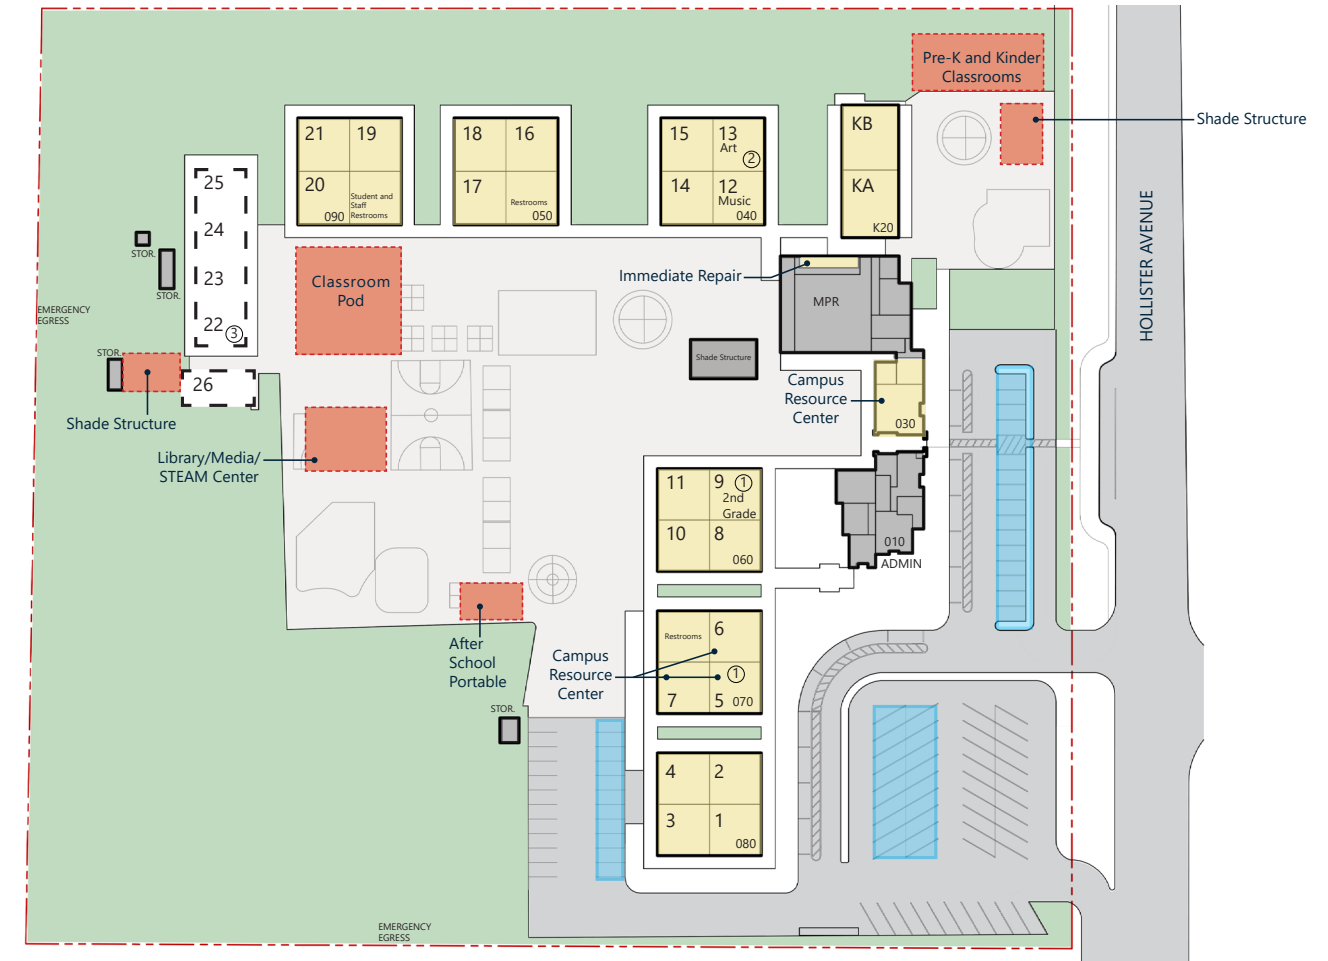 Pre-K and Kinder
Classrooms
Shade Structure
HOLLISTER AVENUE
21
19
20
Student and
Staff
Restrooms
090
18
16
17
Restrooms
050
15
13
Art
2
14
12
Music
040
KB
KA
K20
25
24
23
22
3
26
STOR.
STOR.
EMERGENCY
EGRESS
STOR.
Shade Structure
Classroom
Pod
Immediate Repair
MPR
Shade Structure
Campus
Resource
Center
030
Library/Media/
STEAM Center
11
9
1
2nd
Grade
10
8
060
010
ADMIN
After
School
Portable
Campus
Resource
Center
Restrooms
6
1
7
5
070
STOR.
4
2
3
1
080
EMERGENCY
EGRESS